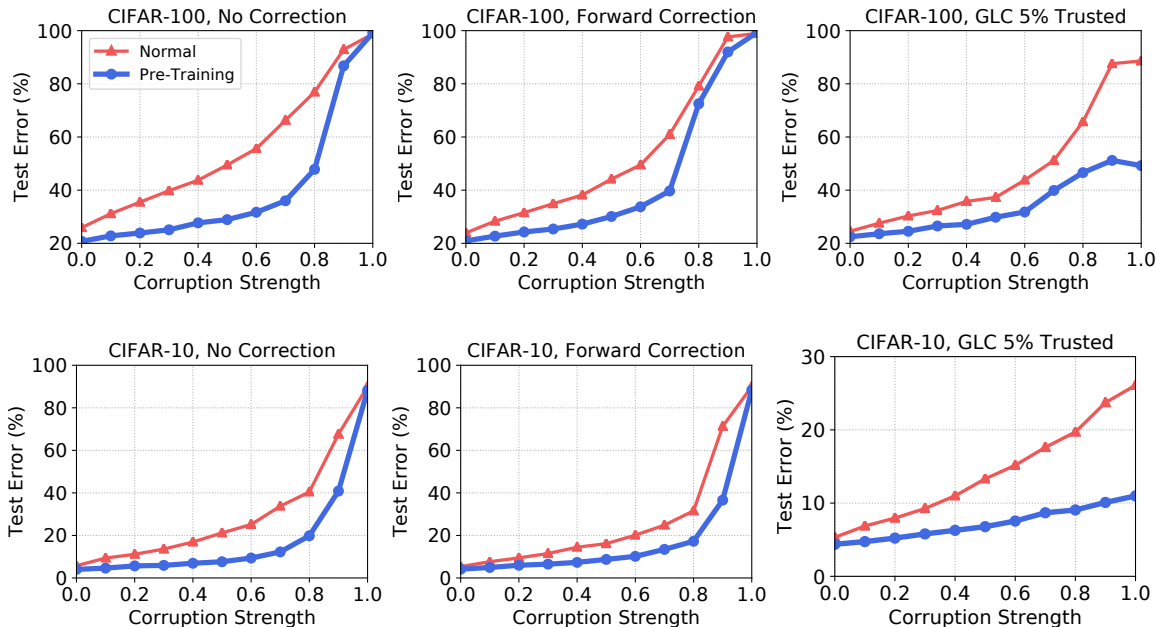 CIFAR-100, No Correction
Test Error (%)
100
80
60
40
20
Normal
Pre-Training
0.0 0.2 0.4 0.6 0.8 1.0
Corruption Strength
CIFAR-100, Forward Correction
Test Error (%)
100
80
60
40
20
0.0 0.2 0.4 0.6 0.8 1.0
Corruption Strength
CIFAR-100, GLC 5% Trusted
Test Error (%)
100
80
60
40
20
0.0 0.2 0.4 0.6 0.8 1.0
Corruption Strength
CIFAR-10, No Correction
Test Error (%)
100
80
60
40
20
0
0.0 0.2 0.4 0.6 0.8 1.0
Corruption Strength
CIFAR-10, Forward Correction
Test Error (%)
100
80
60
40
20
0
0.0 0.2 0.4 0.6 0.8 1.0
Corruption Strength
CIFAR-10, GLC 5% Trusted
Test Error (%)
30
20
10
0
0.0 0.2 0.4 0.6 0.8 1.0
Corruption Strength